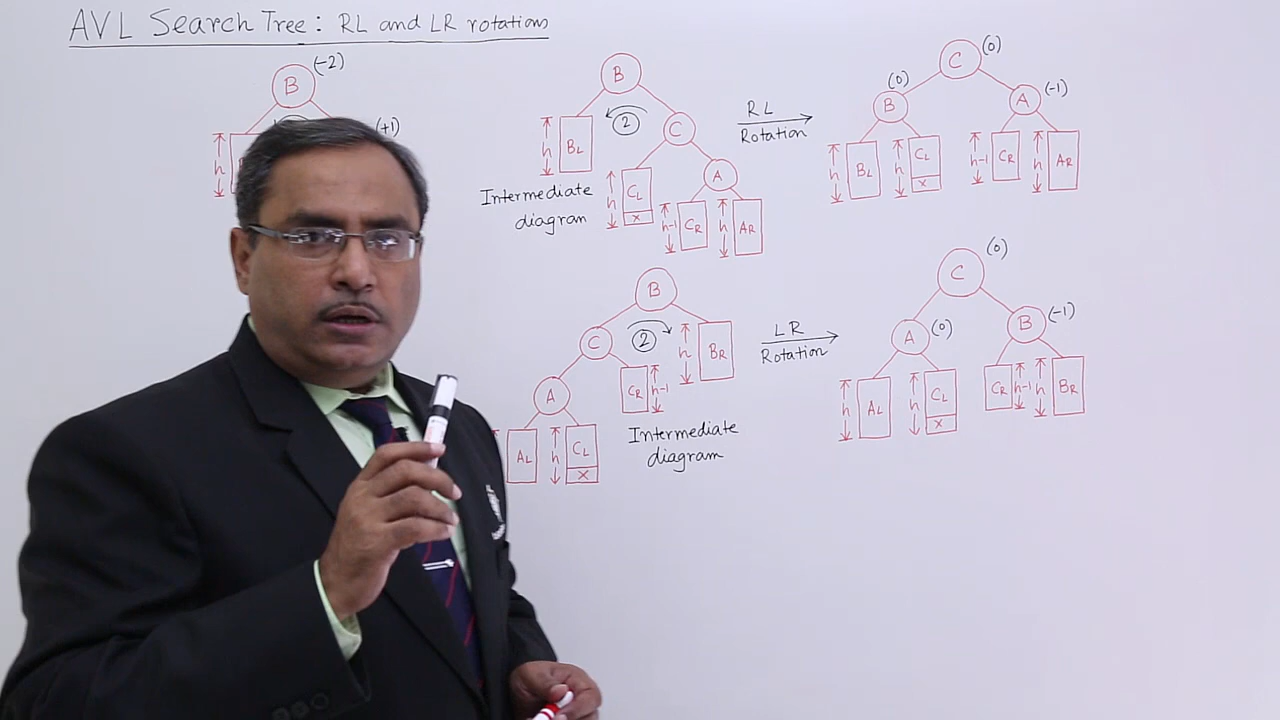 AVL Search Tree: RL and LR rotations
B (-2)
(+1)
h
B
BL
h
2
C
CL
x
h
A
CR
h-1
AR
h
Intermediate
diagram
RL
Rotation
C (0)
B (0)
A (-1)
h
BL
h
CL
x
h-1
CR
h
AR
B
C
2
h
BR
A
CR
h-1
AL
h
CL
x
Intermediate
diagram
LR
Rotation
C (0)
A (0)
B (-1)
h
AL
h
CL
x
CR
h-1
h
BR